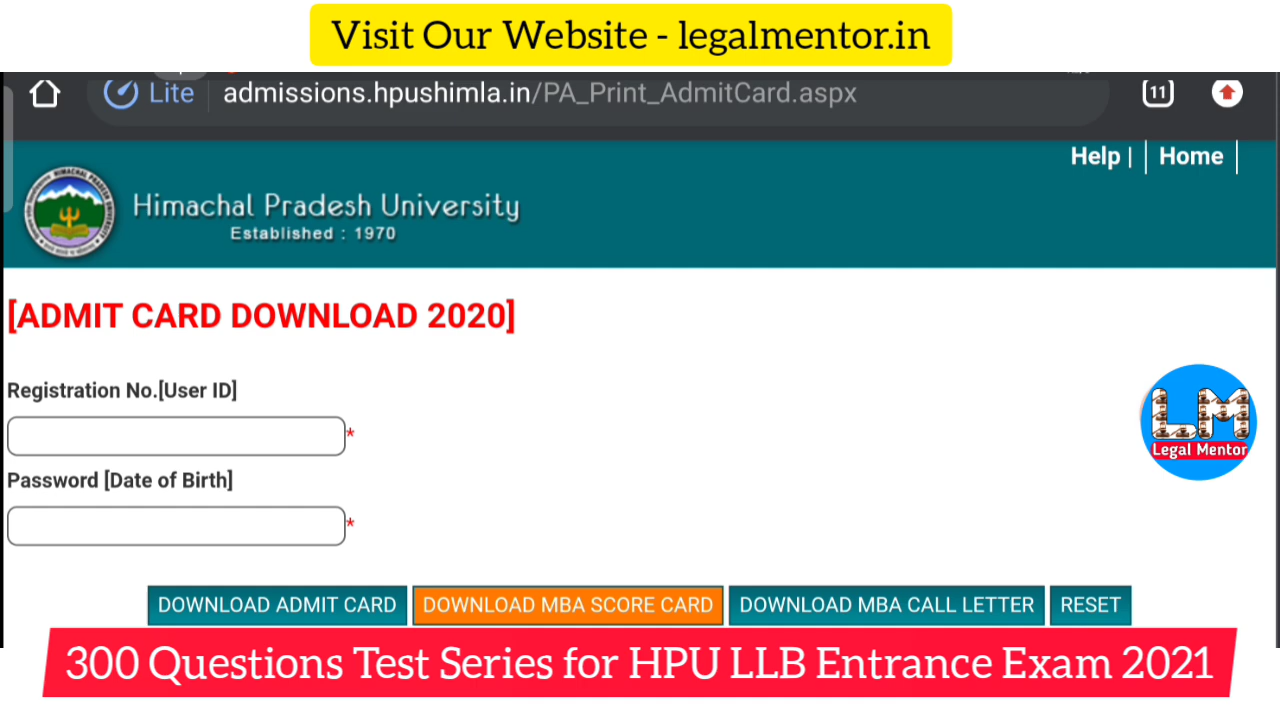 Visit Our Website - legalmentor.in
Lite admissions.hpushimla.in/PA_Print_AdmitCard.aspx 11
Help | Home
Himachal Pradesh University
Established : 1970
[ADMIT CARD DOWNLOAD 2020]
Registration No.[User ID]
*
Password [Date of Birth]
*
LM
Legal Mentor
DOWNLOAD ADMIT CARD DOWNLOAD MBA SCORE CARD DOWNLOAD MBA CALL LETTER RESET
300 Questions Test Series for HPU LLB Entrance Exam 2021